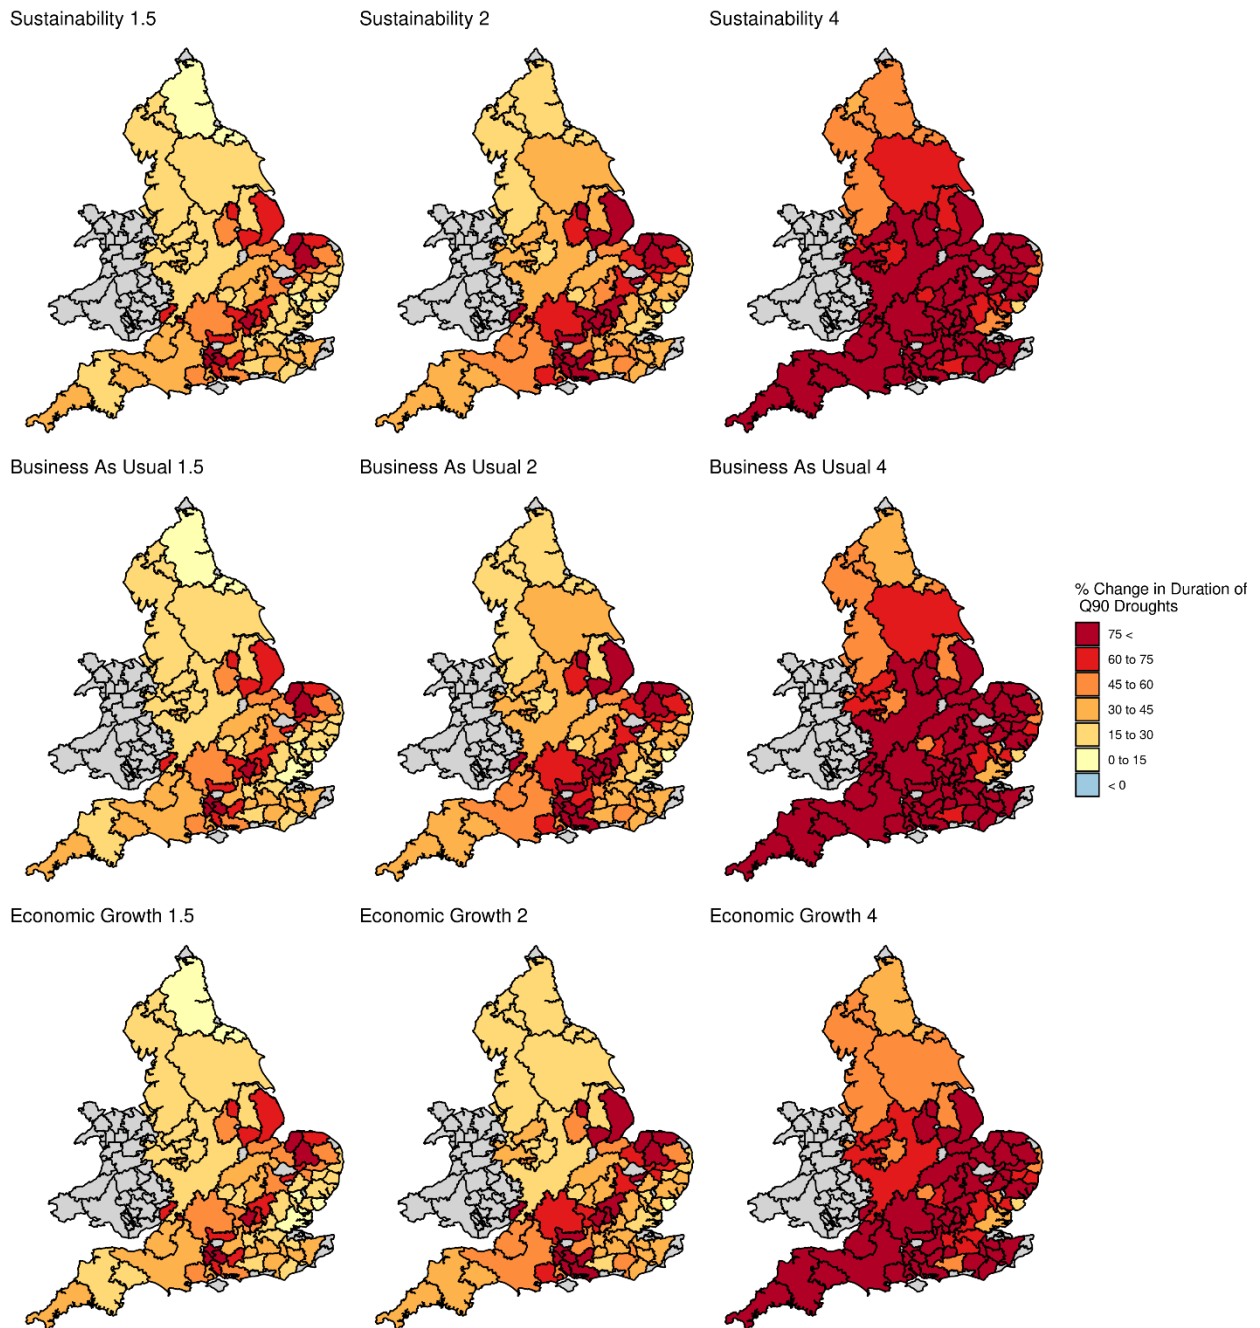 Sustainability 1.5
Sustainability 2
Sustainability 4
Business As Usual 1.5
Business As Usual 2
Business As Usual 4
% Change in Duration of
Q90 Droughts
75 <
60 to 75
45 to 60
30 to 45
15 to 30
0 to 15
< 0
Economic Growth 1.5
Economic Growth 2
Economic Growth 4